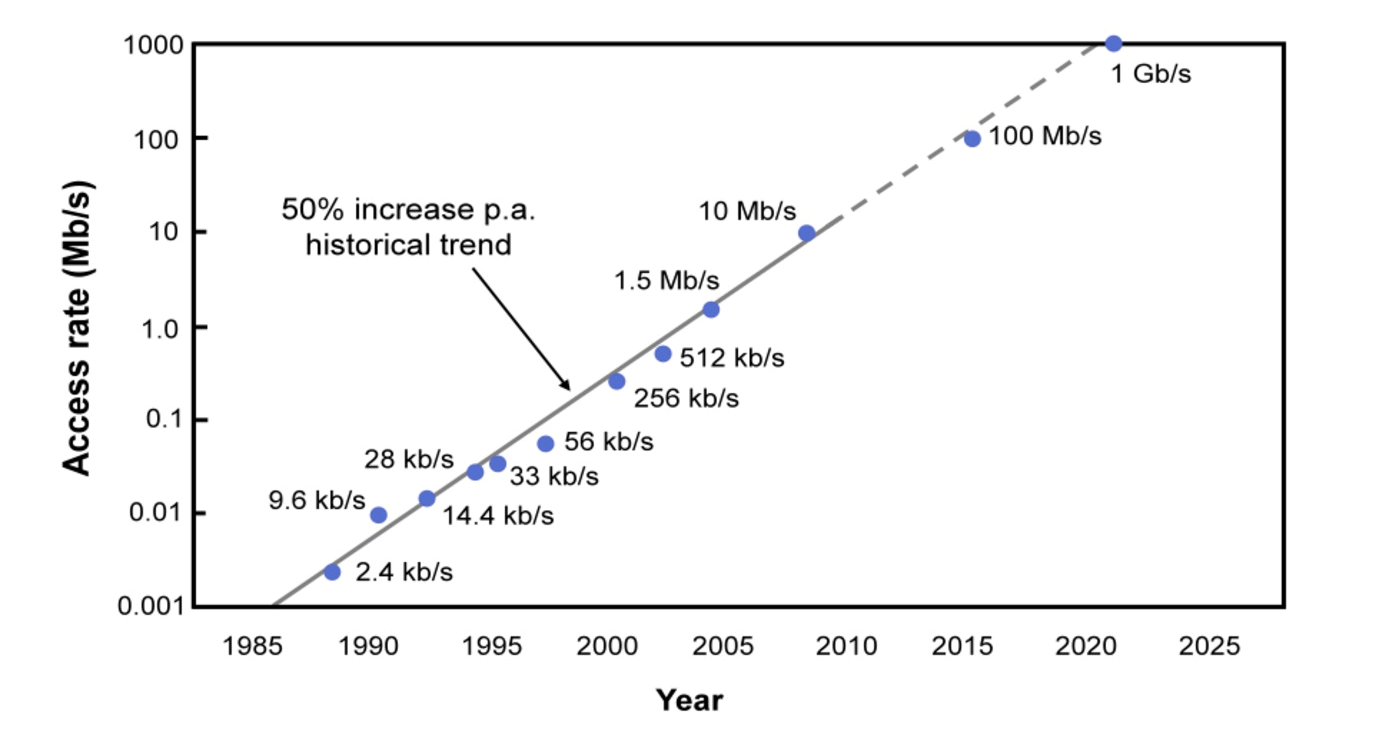 1000
1 Gb/s
100
100 Mb/s
50% increase p.a.
historical trend
10 Mb/s
10
1.5 Mb/s
1.0
512 kb/s
256 kb/s
0.1
56 kb/s
28 kb/s
33 kb/s
9.6 kb/s
0.01
14.4 kb/s
2.4 kb/s
0.001
Access rate (Mb/s)
1985 1990 1995 2000 2005 2010 2015 2020 2025
Year